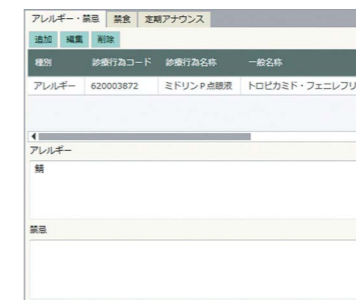 アレルギー・禁忌 禁食 定期アナウンス
追加 編集 削除
種別 診療行為コード 診療行為名称 一般名称
アレルギー 620003872 ミドリンP点眼液 トロピカミド・フェニレフリ
アレルギー
鯖
禁忌